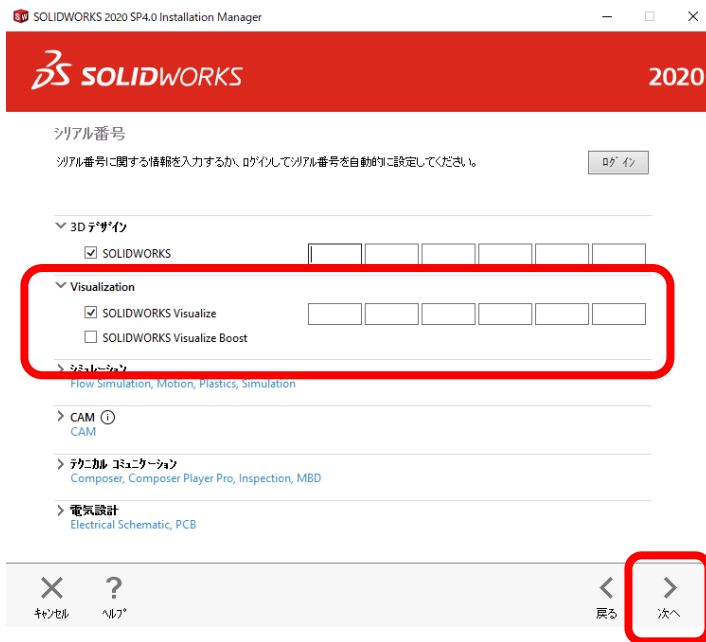 SOLIDWORKS 2020 SP4.0 Installation Manager
SOLIDWORKS
2020
シリアル番号
シリアル番号に関する情報を入力するか、ログインしてシリアル番号を自動的に設定してください。
ログイン
3D デザイン
SOLIDWORKS
Visualization
SOLIDWORKS Visualize
SOLIDWORKS Visualize Boost
シミュレーション
Flow Simulation, Motion, Plastics, Simulation
CAM
CAM
テクニカル コミュニケーション
Composer, Composer Player Pro, Inspection, MBD
電気設計
Electrical Schematic, PCB
キャンセル
ヘルプ
戻る
次へ